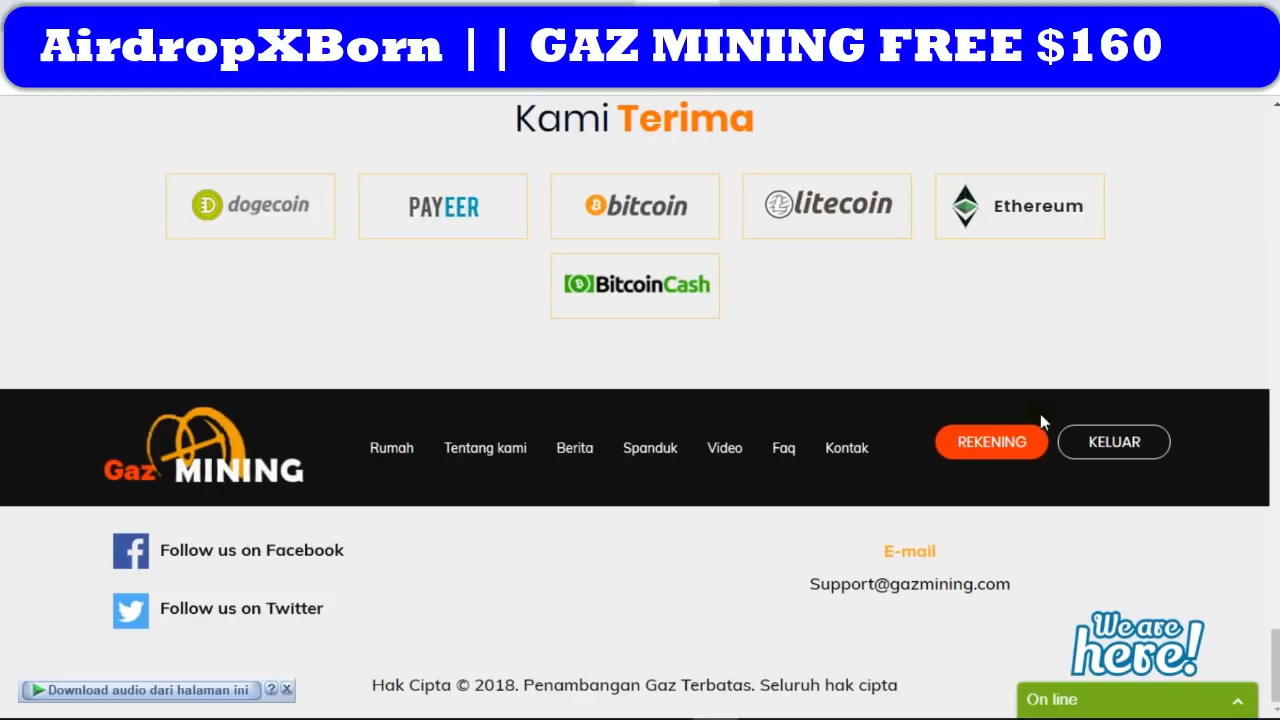 AirdropXBorn || GAZ MINING FREE $160
Kami Terima
dogecoin
PAYEER
bitcoin
litecoin
Ethereum
BitcoinCash
Gaz MINING
Rumah Tentang kami Berita Spanduk Video Faq Kontak
REKENING
KELUAR
Follow us on Facebook
E-mail
Support@gazmining.com
Follow us on Twitter
We are here!
Download audio dari halaman ini ? X
Hak Cipta © 2018. Penambangan Gaz Terbatas. Seluruh hak cipta
On line